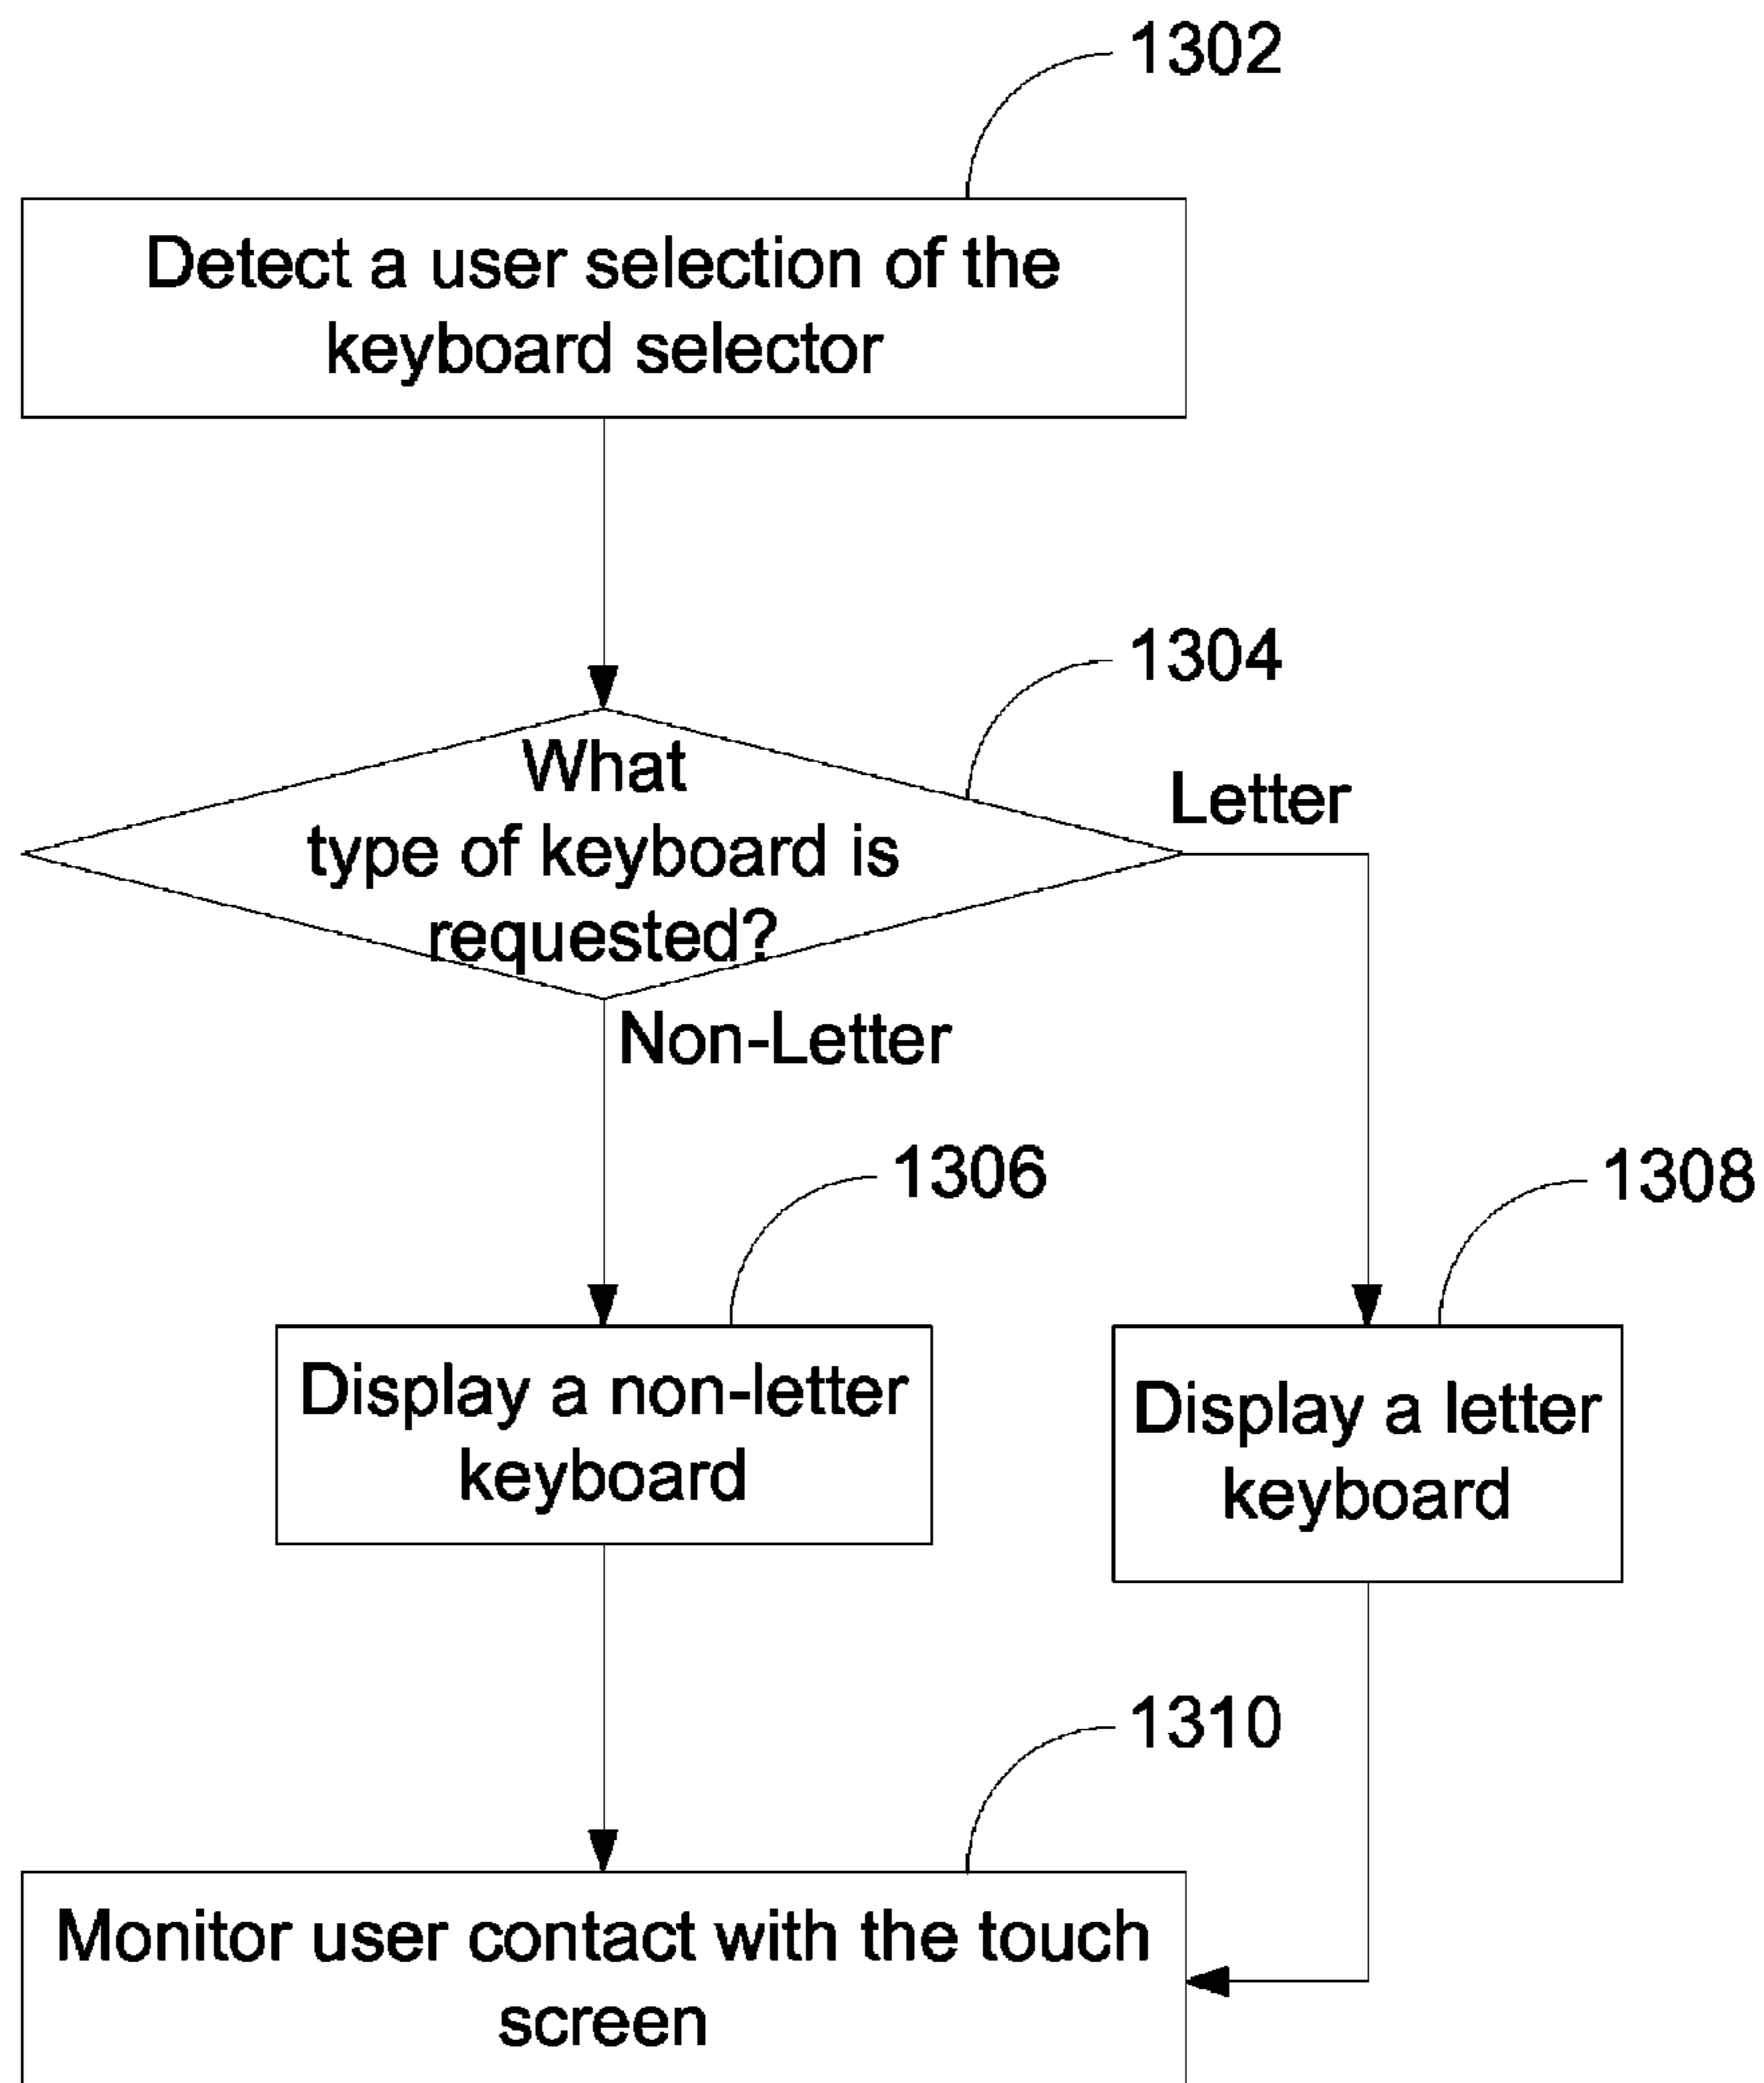 1302
Detect a user selection of the
keyboard selector
1304
What
type of keyboard is
requested?
Letter
Non-Letter
1306
1308
Display a non-letter
keyboard
Display a letter
keyboard
1310
Monitor user contact with the touch
screen